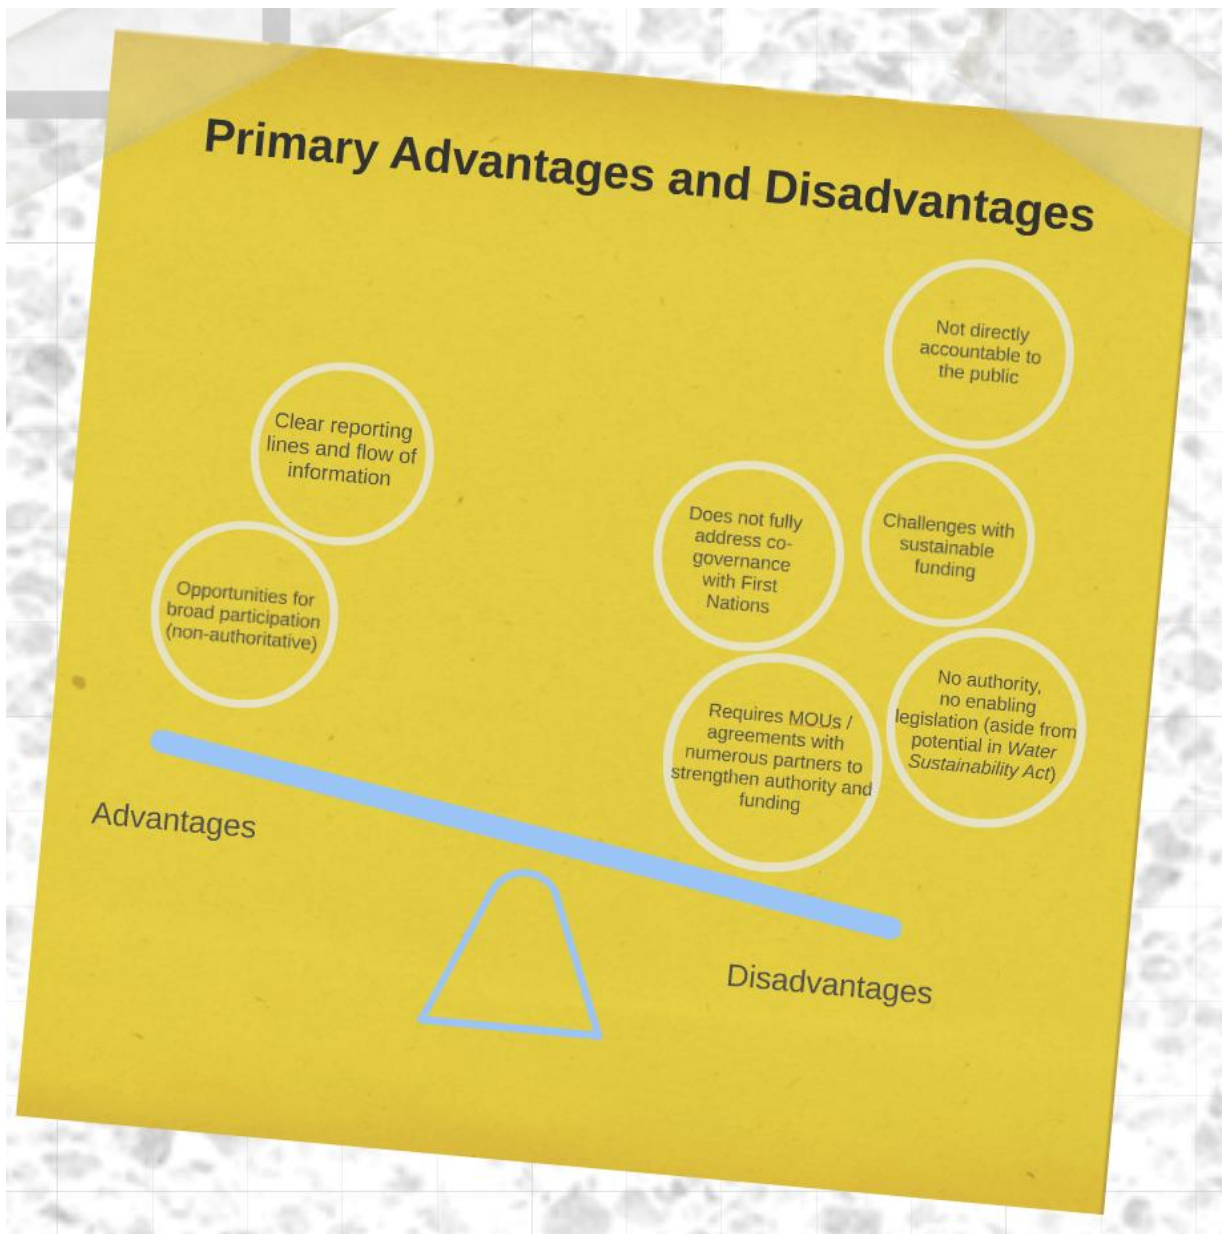 Primary Advantages and Disadvantages
Clear reporting
lines and flow of
information
Opportunities for
broad participation
(non-authoritative)
Advantages
Not directly
accountable to
the public
Does not fully
address co-
governance
with First
Nations
Challenges with
sustainable
funding
Requires MOUs /
agreements with
numerous partners to
strengthen authority and
funding
No authority,
no enabling
legislation (aside from
potential in Water
Sustainability Act)
Disadvantages